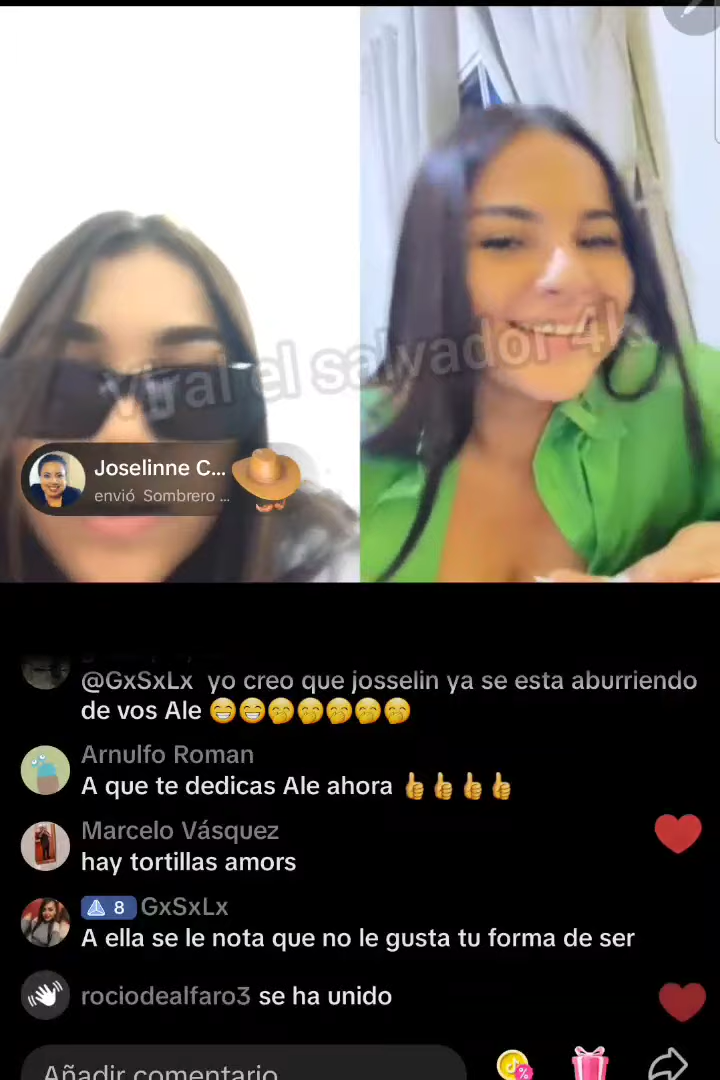 Viral el salvador 4k
Joselinne C...
envió Sombrero ...
@GxSxLx yo creo que josselin ya se esta aburriendo
de vos Ale 😁😁🤭🤭🤭🤭🤭
Arnulfo Roman
A que te dedicas Ale ahora 👍👍👍👍
Marcelo Vásquez
hay tortillas amors
8 GxSxLx
A ella se le nota que no le gusta tu forma de ser
rociodealfaro3 se ha unido
Añadir comentario